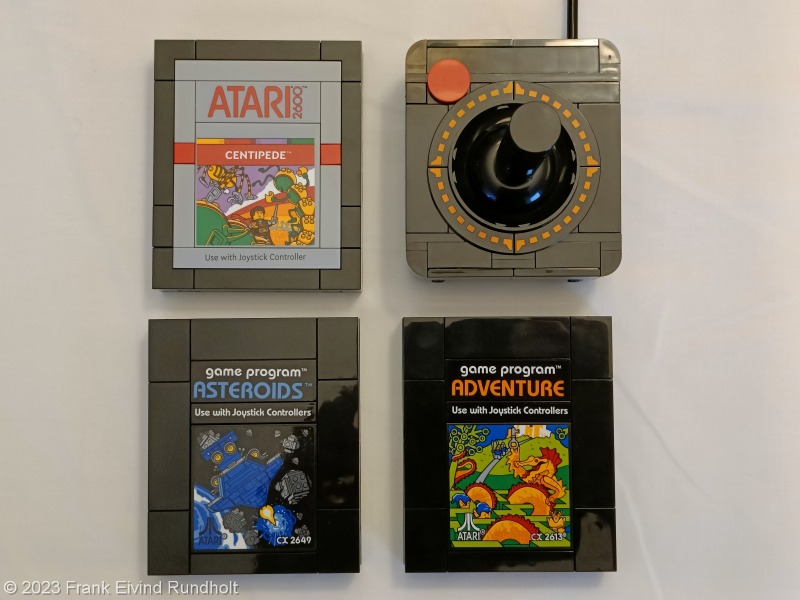 ATARI 2600™
CENTIPEDE™
Use with Joystick Controller
game program™
ASTEROIDS™
Use with Joystick Controllers
ATARI®
CX 2649
game program™
ADVENTURE
Use with Joystick Controllers
ATARI®
CX 2613
© 2023 Frank Eivind Rundholt